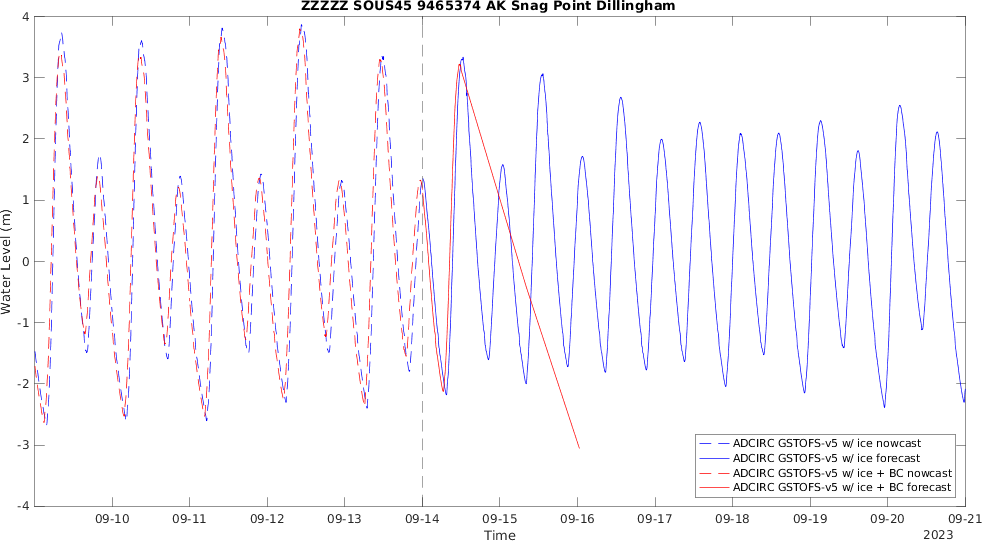 ZZZZZ SOUS45 9465374 AK Snag Point Dillingham
4
3
2
1
0
-1
-2
-3
-4
Water Level (m)
ADCIRC GSTOFS-v5 w/ ice nowcast
ADCIRC GSTOFS-v5 w/ ice forecast
ADCIRC GSTOFS-v5 w/ ice + BC nowcast
ADCIRC GSTOFS-v5 w/ ice + BC forecast
09-10 09-11 09-12 09-13 09-14 09-15 09-16 09-17 09-18 09-19 09-20 09-21
Time
2023